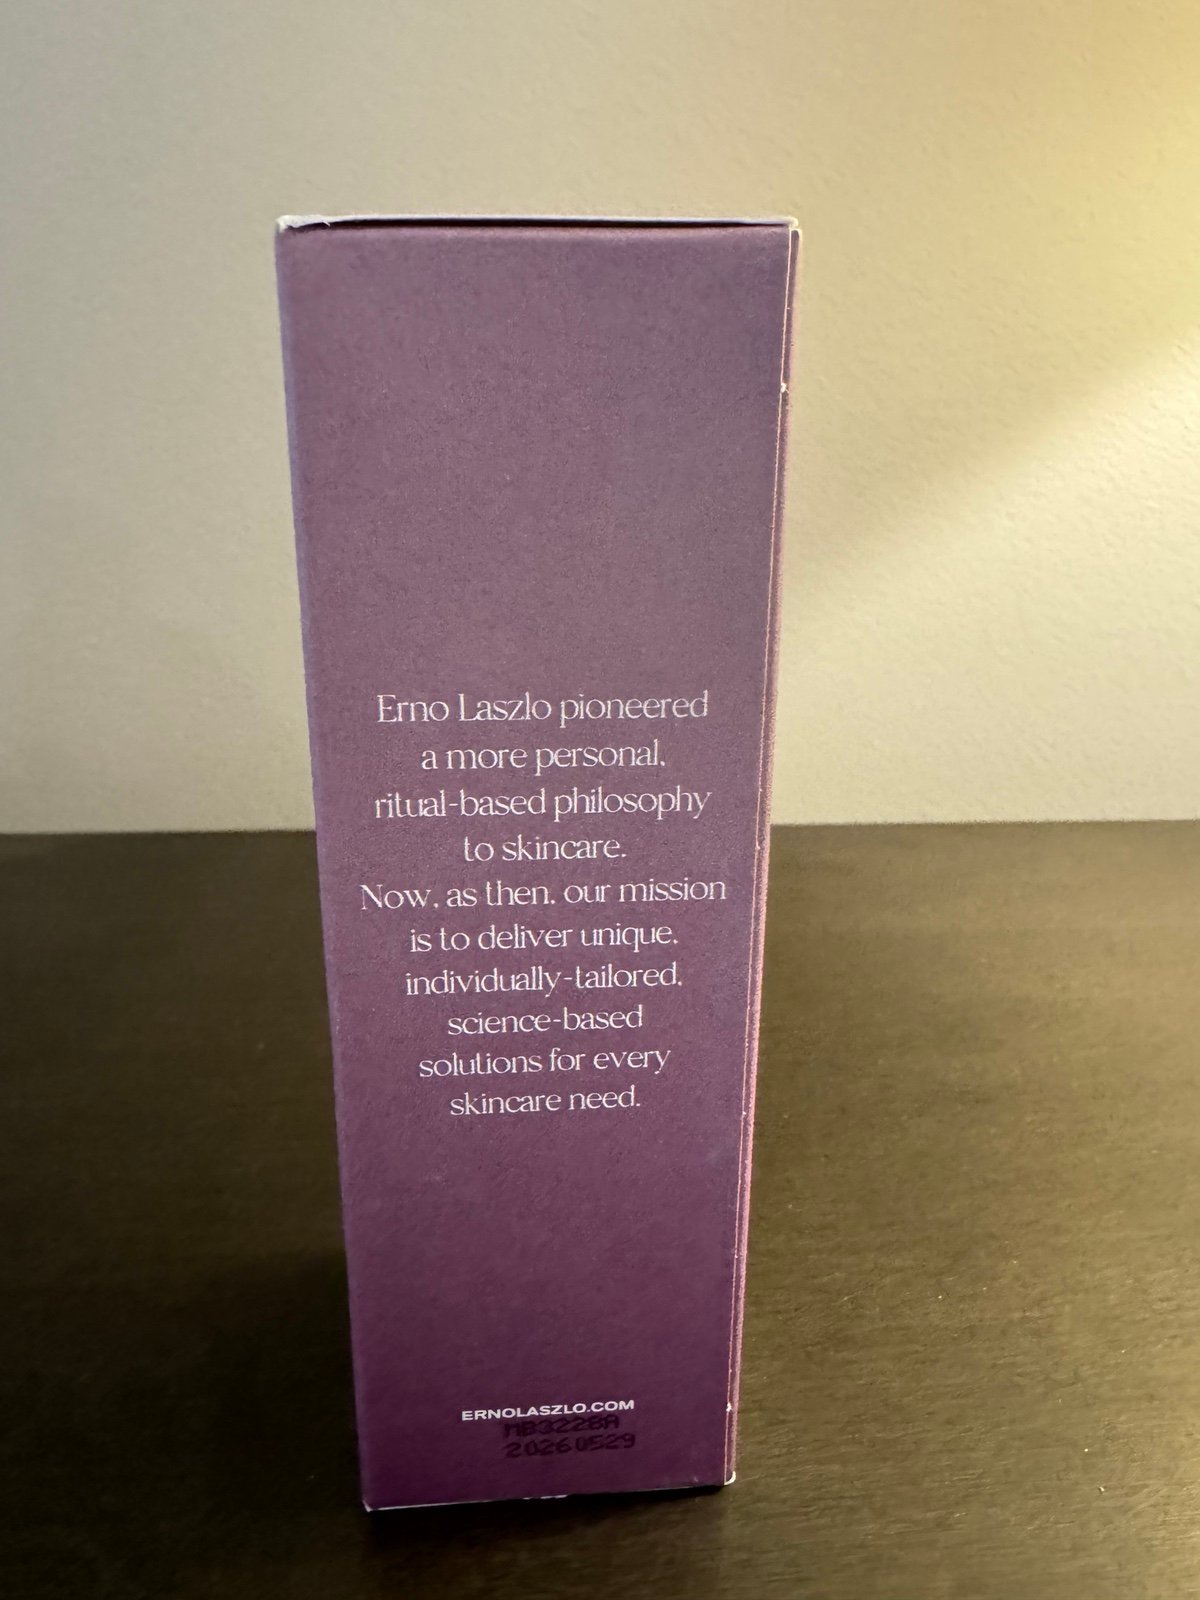 Erno Laszlo pioneered
a more personal,
ritual-based philosophy
to skincare.
Now, as then, our mission
is to deliver unique,
individually-tailored,
science-based
solutions for every
skincare need.
ERNOLASZLO.COM
MB3228A
20260529